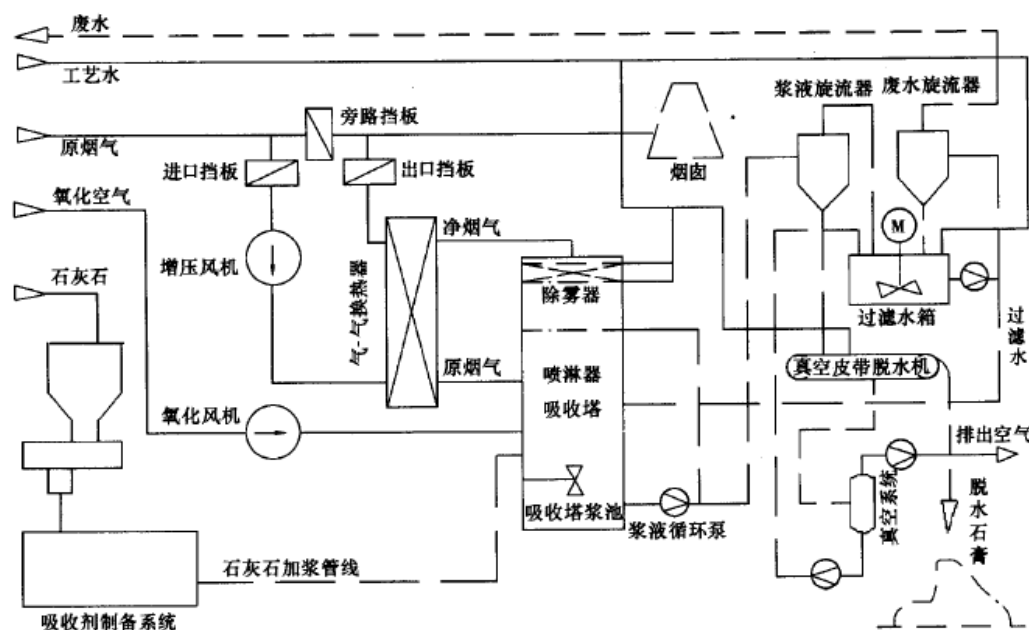 废水
工艺水
浆液旋流器
废水旋流器
旁路挡板
原烟气
烟囱
进口挡板
出口挡板
氧化空气
净烟气
M
石灰石
增压风机
气-气换热器
除雾器
过滤水箱
过滤水
真空皮带脱水机
原烟气
喷淋器
吸收塔
氧化风机
排出空气
吸收塔浆池
浆液循环泵
真空系统
脱水石膏
石灰石加浆管线
吸收剂制备系统